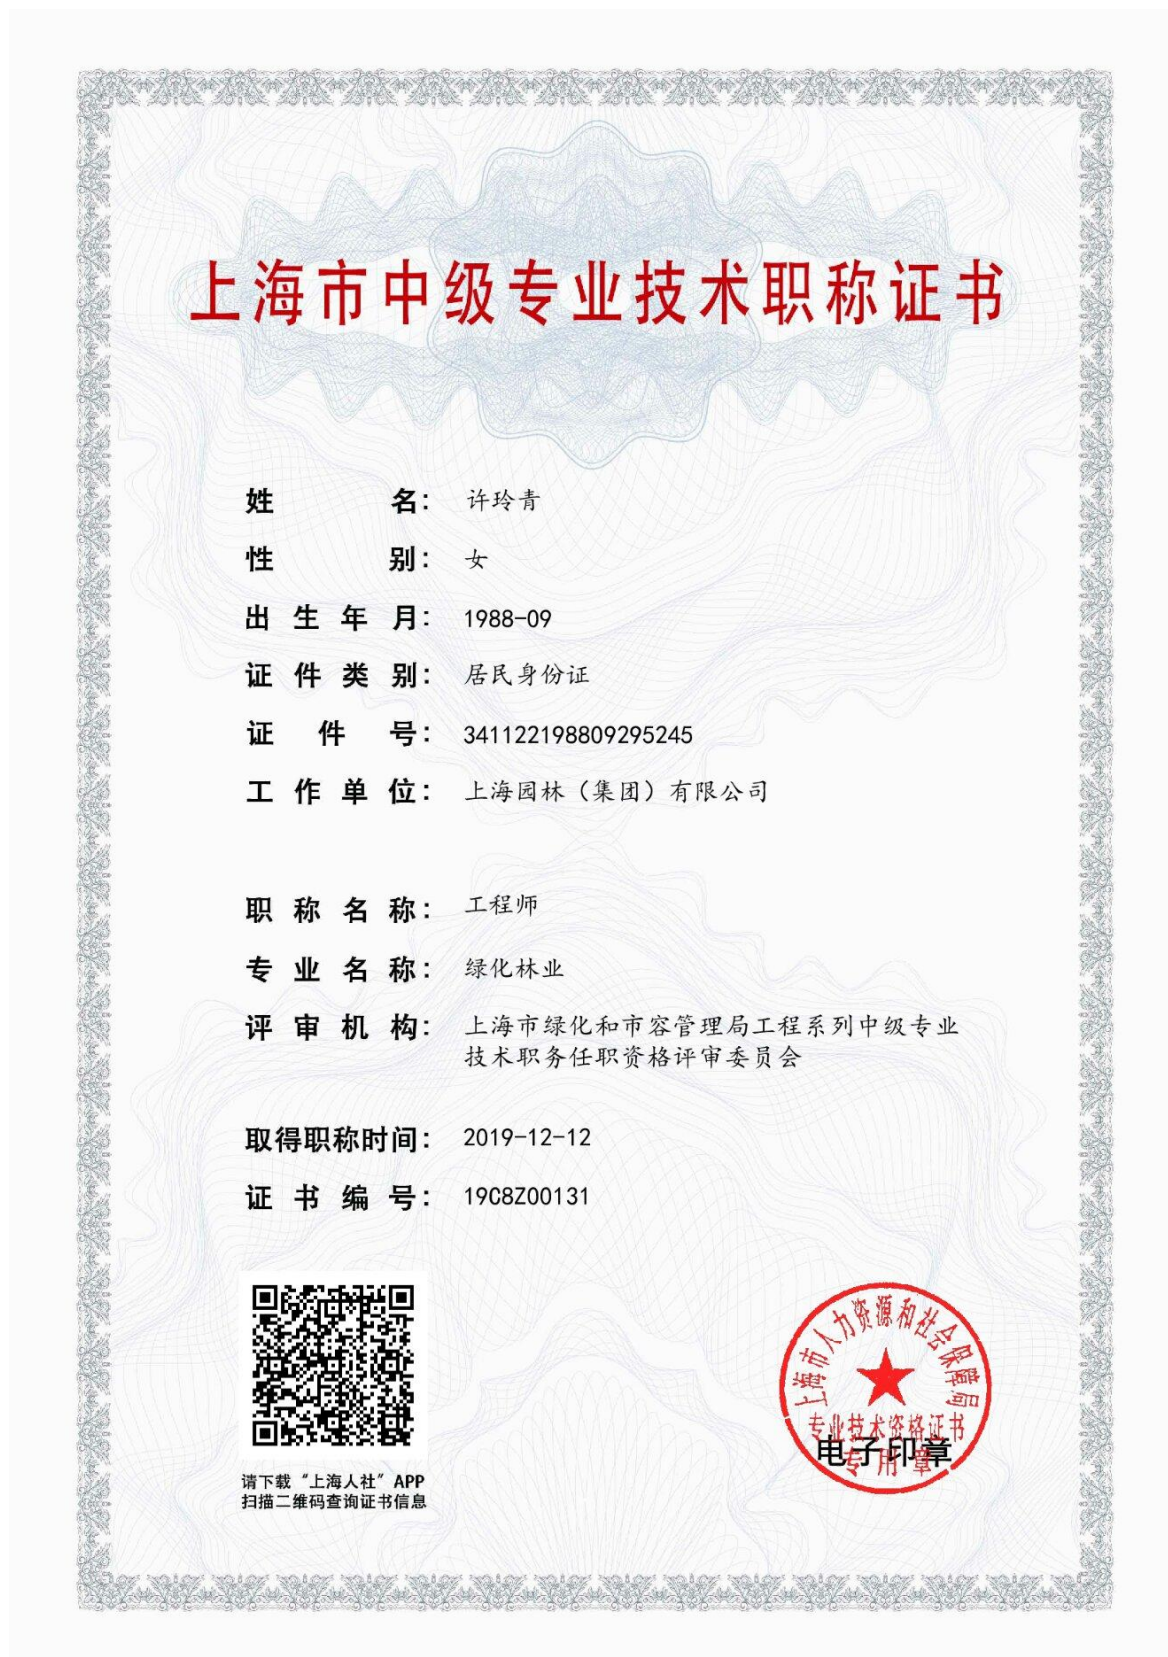 上海市中级专业技术职称证书
姓名： 许玲青
性别： 女
出生年月： 1988-09
证件类别： 居民身份证
证件号： 341122198809295245
工作单位： 上海园林（集团）有限公司
职称名称： 工程师
专业名称： 绿化林业
评审机构： 上海市绿化和市容管理局工程系列中级专业
技术职务任职资格评审委员会
取得职称时间： 2019-12-12
证书编号： 19C8Z00131
请下载“上海人社”APP
扫描二维码查询证书信息
上海市人力资源和社会保障局
专业技术资格证书
专用章
电子印章